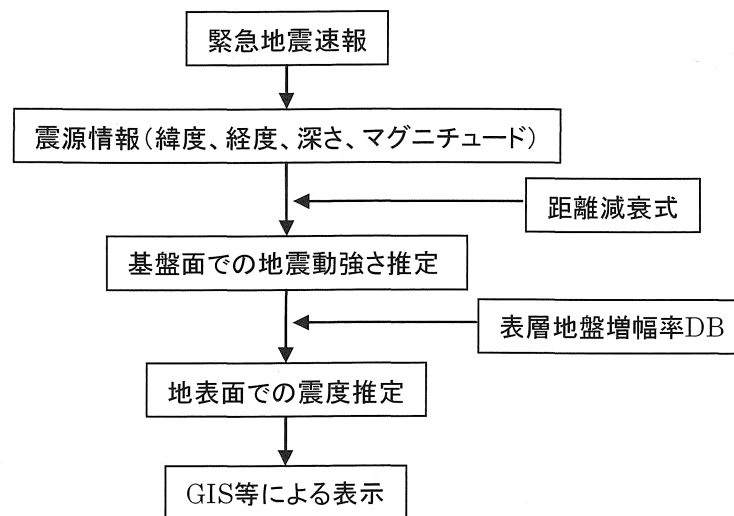 緊急地震速報
震源情報(緯度、経度、深さ、マグニチュード)
距離減衰式
基盤面での地震動強さ推定
表層地盤増幅率DB
地表面での震度推定
GIS等による表示